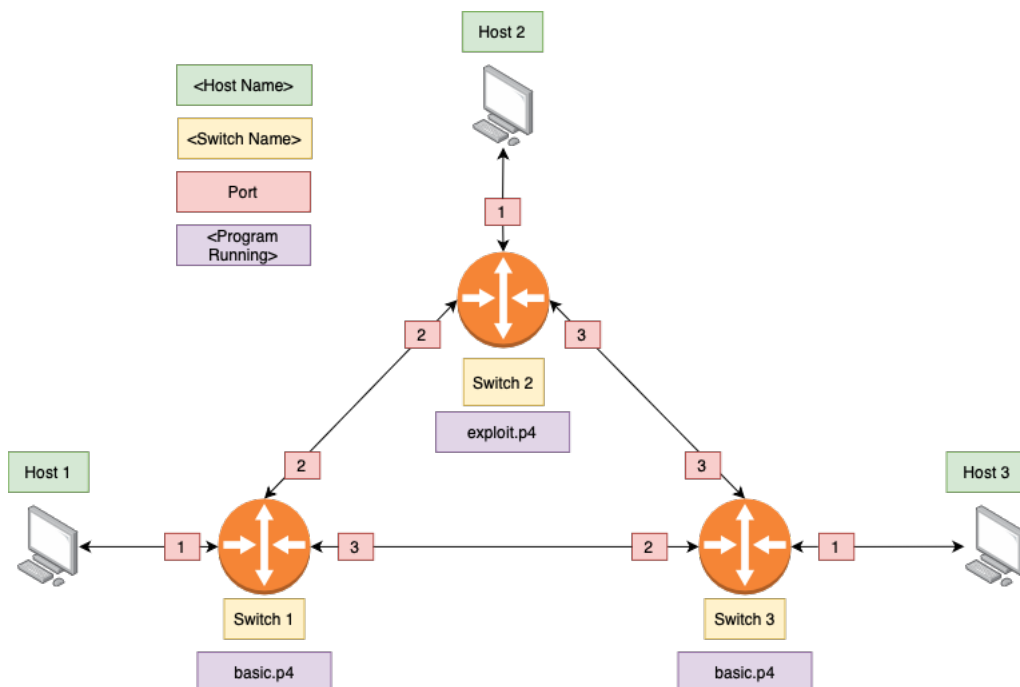 Host 2
<Host Name>
<Switch Name>
Port
<Program
Running>
1
2
3
Switch 2
exploit.p4
2
3
Host 1
Host 3
1
3
2
1
Switch 1
Switch 3
basic.p4
basic.p4